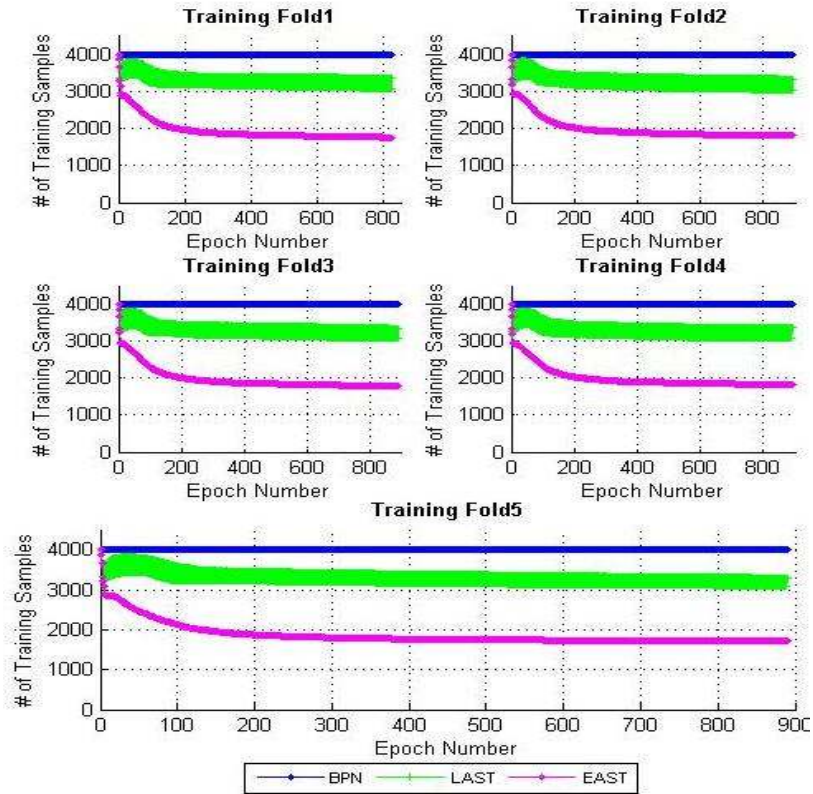 Training Fold1
# of Training Samples
4000
3000
2000
1000
0
0 200 400 600 800
Epoch Number
Training Fold2
# of Training Samples
4000
3000
2000
1000
0
0 200 400 600 800
Epoch Number
Training Fold3
# of Training Samples
4000
3000
2000
1000
0
0 200 400 600 800
Epoch Number
Training Fold4
# of Training Samples
4000
3000
2000
1000
0
0 200 400 600 800
Epoch Number
Training Fold5
# of Training Samples
4000
3000
2000
1000
0
0 100 200 300 400 500 600 700 800 900
Epoch Number
BPN LAST EAST